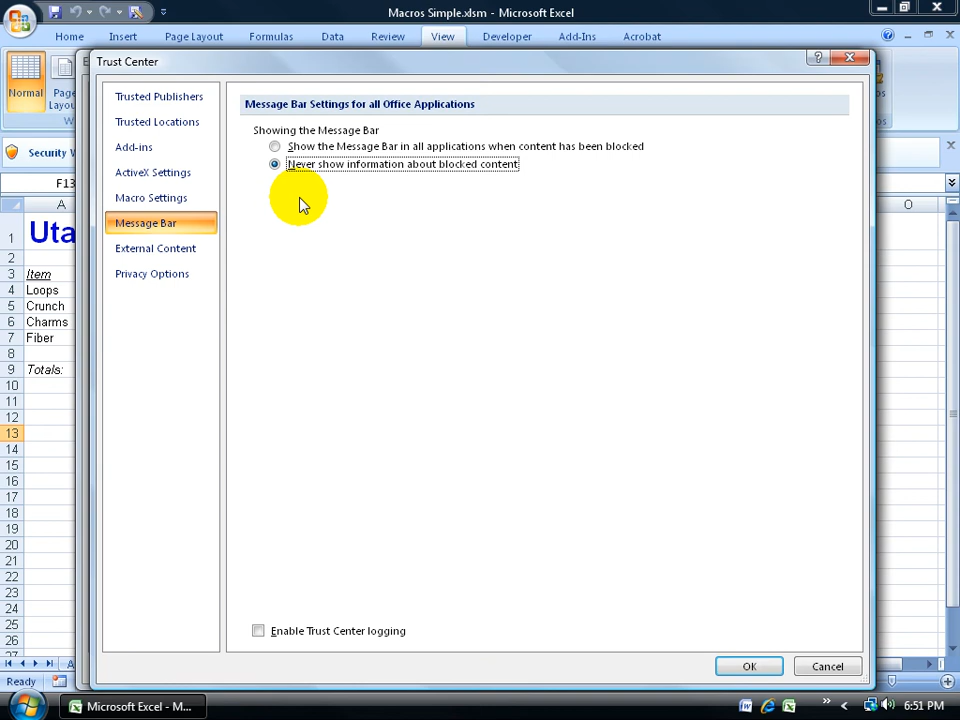 Macros Simple.xlsm - Microsoft Excel
Home Insert Page Layout Formulas Data Review View Developer Add-Ins Acrobat
Normal
Page
Layou
Trust Center
Security W
F13
A
O
1 Uta
2
3 Item
4 Loops
5 Crunch
6 Charms
7 Fiber
8
9 Totals:
10
11
12
13
14
15
16
17
18
19
20
21
22
23
24
25
26
27
Trusted Publishers
Trusted Locations
Add-ins
ActiveX Settings
Macro Settings
Message Bar
External Content
Privacy Options
Message Bar Settings for all Office Applications
Showing the Message Bar
Show the Message Bar in all applications when content has been blocked
Never show information about blocked content
Enable Trust Center logging
OK Cancel
Ready
Microsoft Excel - M...
6:51 PM